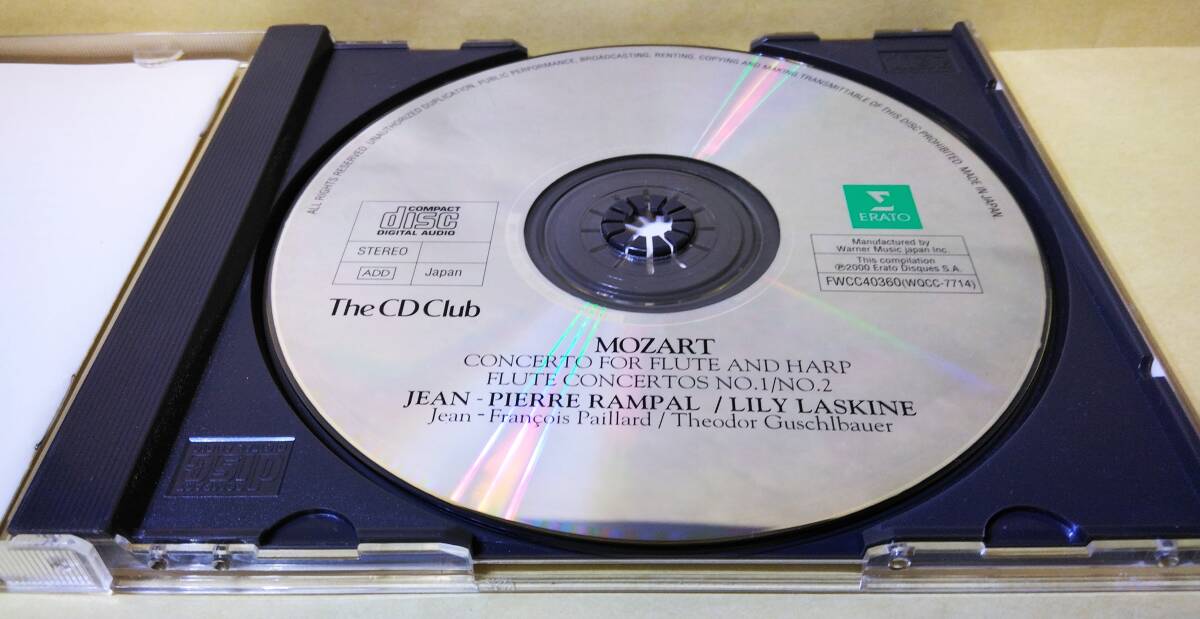 ALL RIGHTS RESERVED. UNAUTHORIZED DUPLICATION, PUBLIC PERFORMANCE, BROADCASTING, RENTING, COPYING AND MAKING TRANSMITTABLE OF THIS DISC PROHIBITED. MADE IN JAPAN.
COMPACT
disc
DIGITAL AUDIO
STEREO
ADD Japan
The CD Club
ERATO
Manufactured by
Warner Music japan Inc.
This compilation
℗2000 Erato Disques S.A.
FWCC40360(WQCC-7714)
MOZART
CONCERTO FOR FLUTE AND HARP
FLUTE CONCERTOS NO.1/NO.2
JEAN-PIERRE RAMPAL / LILY LASKINE
Jean-François Paillard / Theodor Guschlbauer
disc